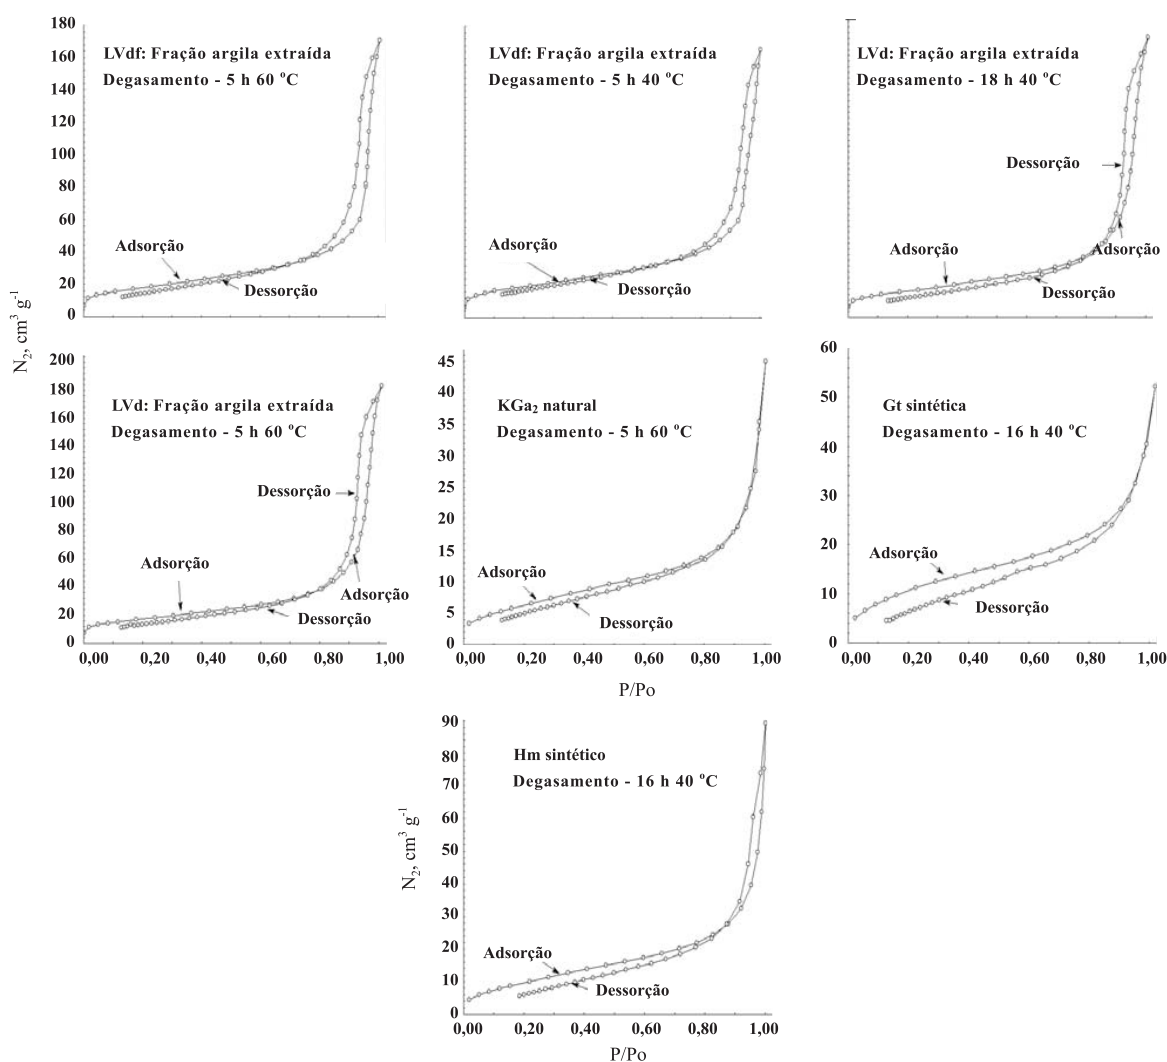 180
160
140
120
100
80
60
40
20
0
LVdf: Fração argila extraída
Degasamento - 5 h 60 °C
Adsorção
Dessorção
LVdf: Fração argila extraída
Degasamento - 5 h 40 °C
Adsorção
Dessorção
LVd: Fração argila extraída
Degasamento - 18 h 40 °C
Dessorção
Adsorção
Adsorção
Dessorção
N₂, cm³ g⁻¹
200
180
160
140
120
100
80
60
40
20
0
LVd: Fração argila extraída
Degasamento - 5 h 60 °C
Dessorção
Adsorção
Adsorção
Dessorção
0,00 0,20 0,40 0,60 0,80 1,00
45
40
35
30
25
20
15
10
5
0
KGa₂ natural
Degasamento - 5 h 60 °C
Adsorção
Dessorção
0,00 0,20 0,40 0,60 0,80 1,00
P/Po
60
50
40
30
20
10
0
Gt sintética
Degasamento - 16 h 40 °C
Adsorção
Dessorção
0,00 0,20 0,40 0,60 0,80 1,00
90
80
70
60
50
40
30
20
10
0
N₂, cm³ g⁻¹
Hm sintético
Degasamento - 16 h 40 °C
Adsorção
Dessorção
0,00 0,20 0,40 0,60 0,80 1,00
P/Po